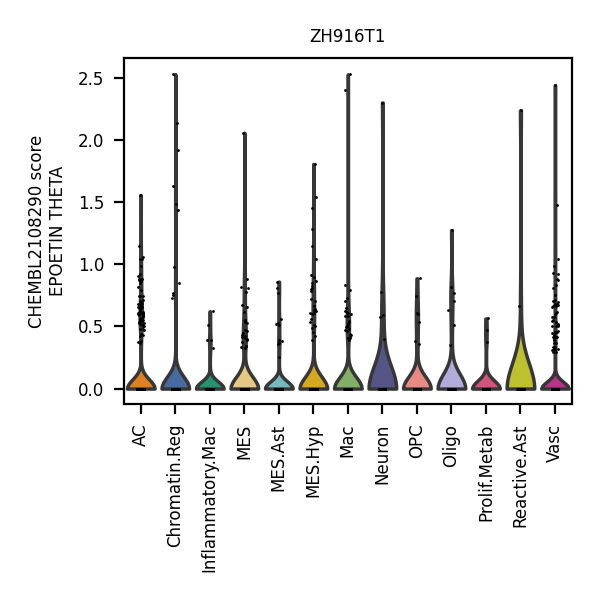 ZH916T1
CHEMBL2108290 score
EPOETIN THETA
2.5
2.0
1.5
1.0
0.5
0.0
AC
Chromatin.Reg
Inflammatory.Mac
MES
MES.Ast
MES.Hyp
Mac
Neuron
OPC
Oligo
Prolif.Metab
Reactive.Ast
Vasc